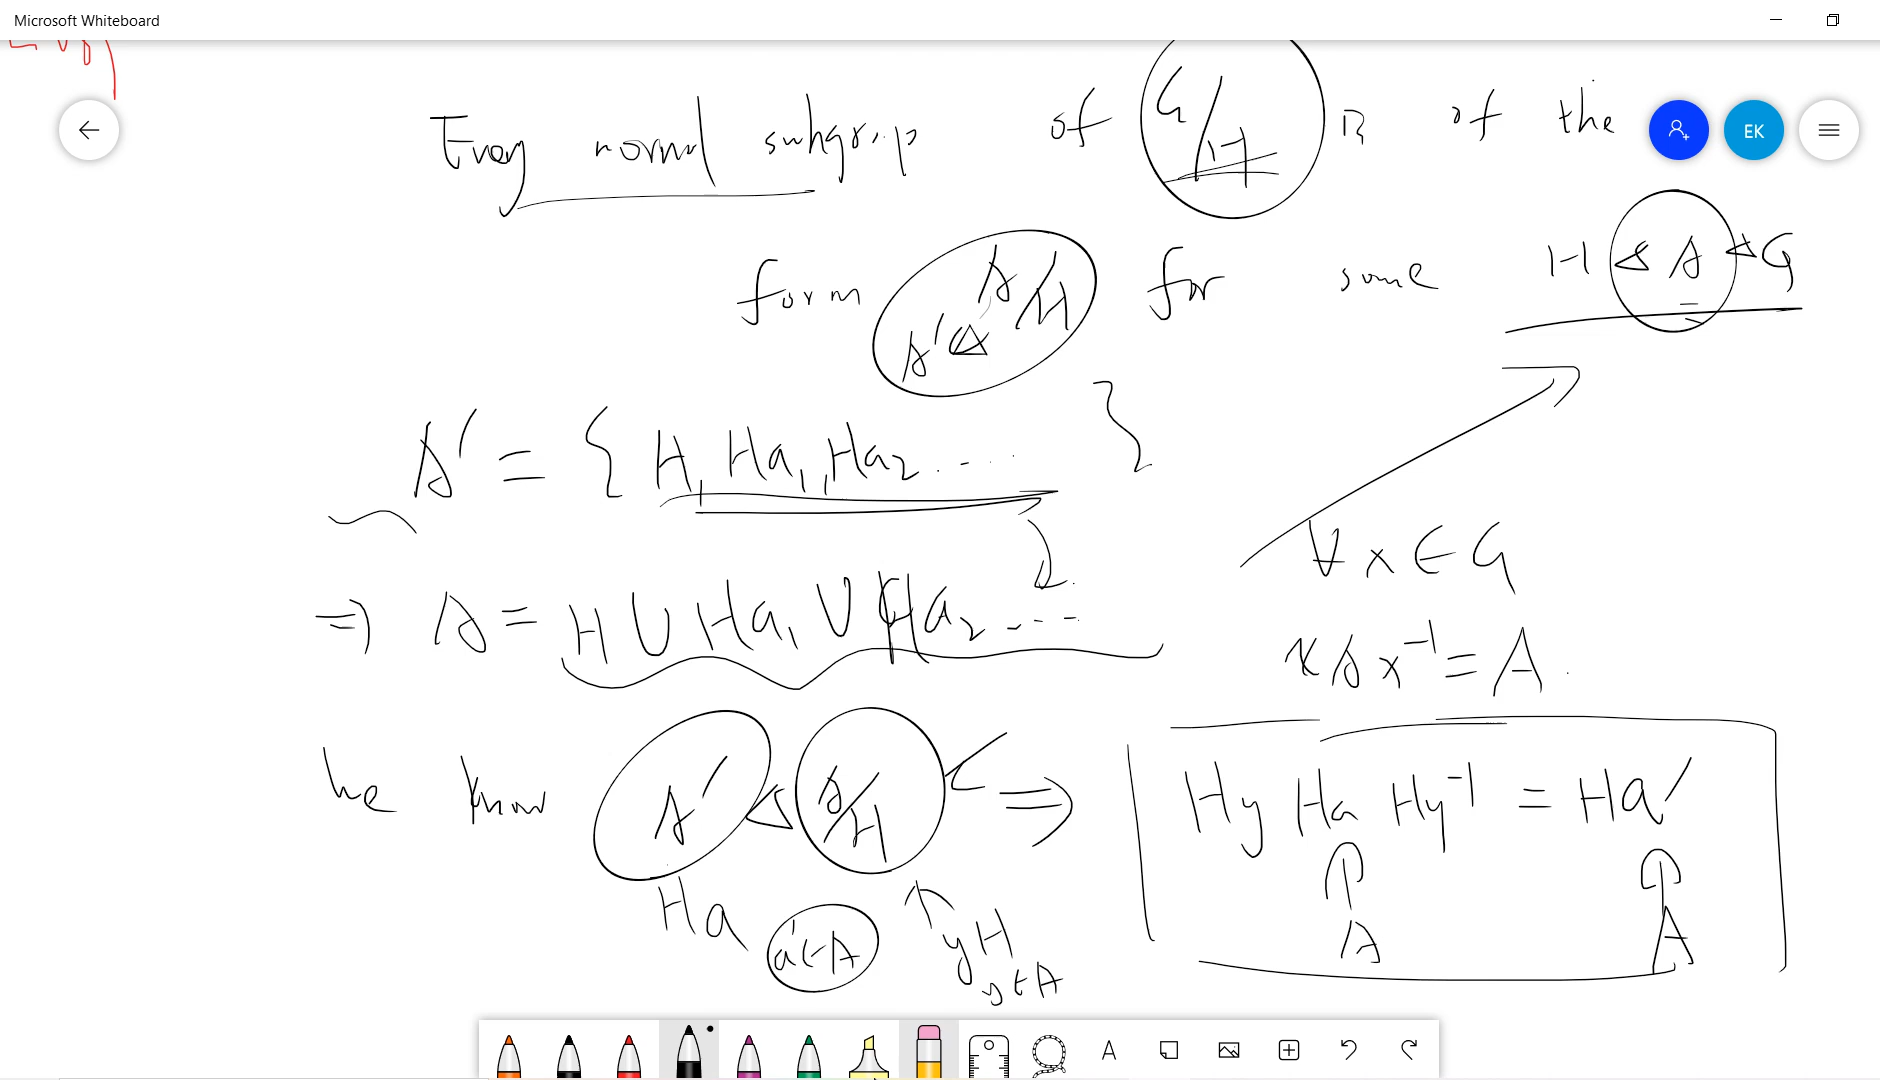 Microsoft Whiteboard
Every normal subgroup of G/H is of the
EK
form A/H for some H ⊲ A ⊲ G
A' ⊲
A' = { H, Ha₁, Ha₂ ..... }
∀ x ∈ G
⇒ A = H ∪ Ha₁ ∪ Ha₂ ....
x A x⁻¹ = A.
we know A' < A/H < ⇒ Hy Ha Hy⁻¹ = Ha'
Ha a' ∈ A yH y ∈ A
A A
A